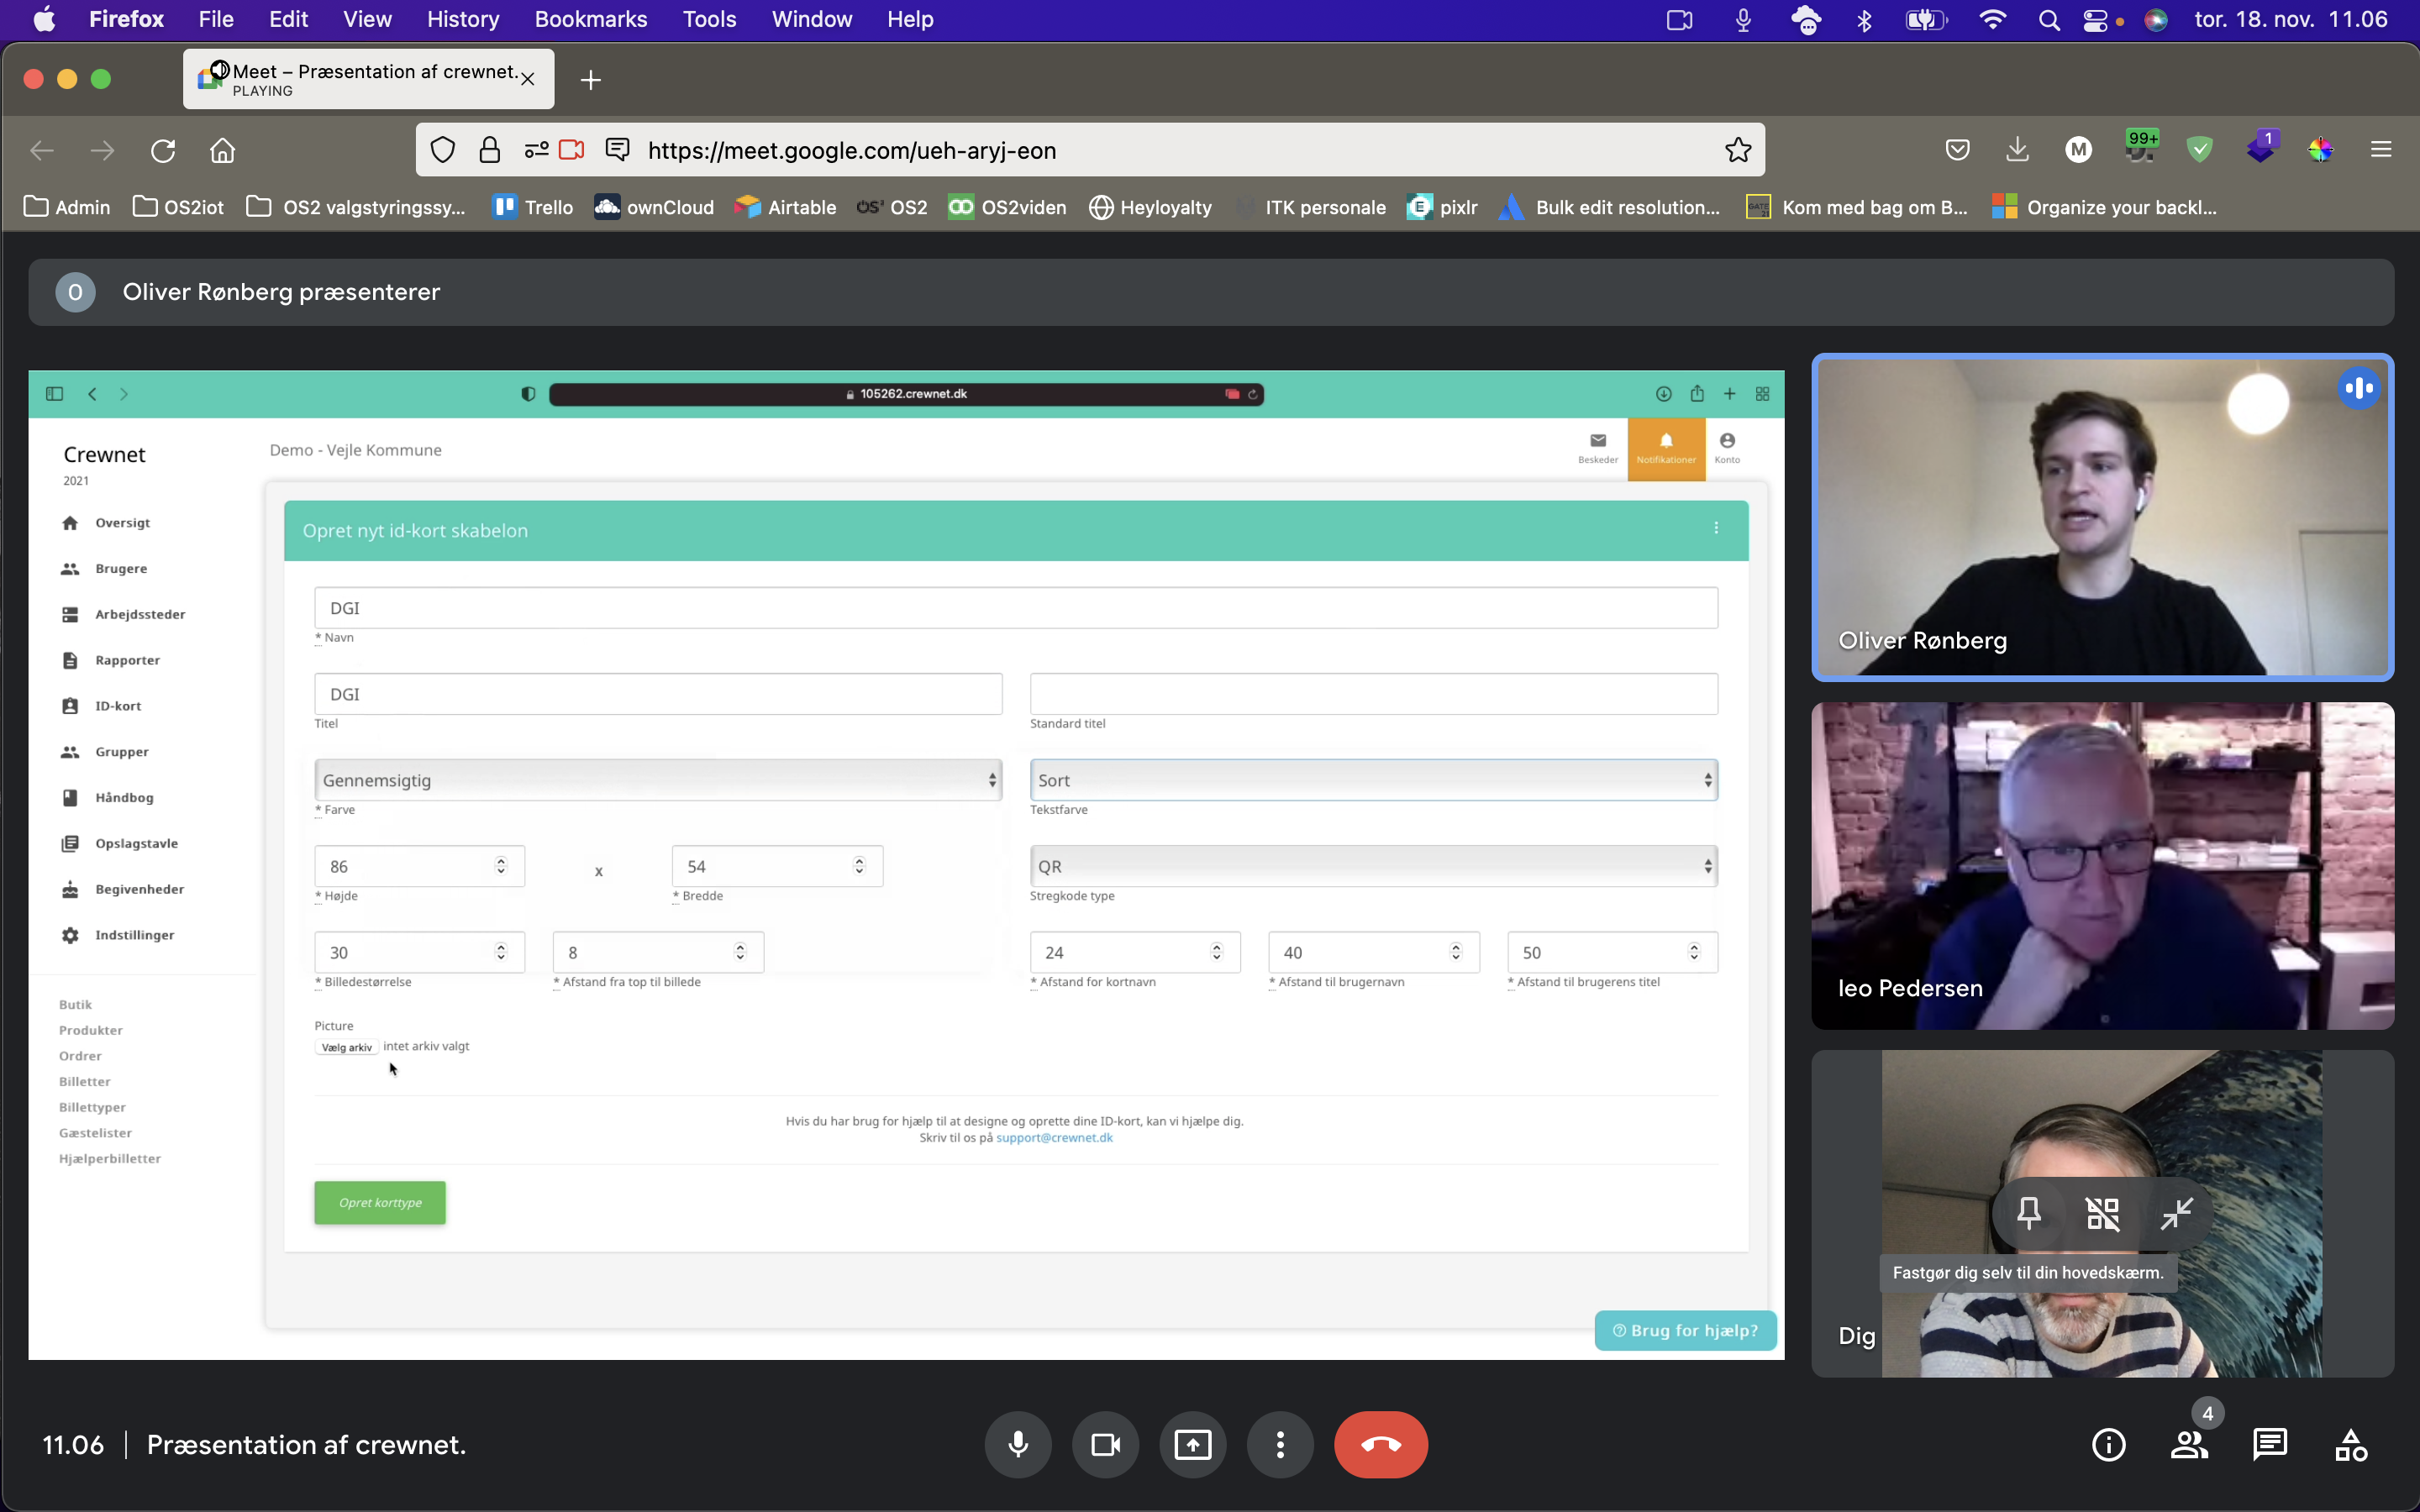 Firefox File Edit View History Bookmarks Tools Window Help tor. 18. nov. 11.06
Meet – Præsentation af crewnet.
PLAYING
https://meet.google.com/ueh-aryj-eon
M 99+ 1
Admin OS2iot OS2 valgstyringssy... Trello ownCloud Airtable OS2 OS2 OS2viden Heyloyalty ITK personale E pixlr Bulk edit resolution... Kom med bag om B... Organize your backl...
O Oliver Rønberg præsenterer
105262.crewnet.dk
Crewnet
2021
Demo - Vejle Kommune
Beskeder Notifikationer Konto
Oversigt
Brugere
Arbejdssteder
Rapporter
ID-kort
Grupper
Håndbog
Opslagstavle
Begivenheder
Indstillinger
Butik
Produkter
Ordrer
Billetter
Billettyper
Gæstelister
Hjælperbilletter
Opret nyt id-kort skabelon
DGI
* Navn
DGI
Titel Standard titel
Gennemsigtig Sort
* Farve Tekstfarve
86 x 54 QR
* Højde * Bredde Stregkode type
30 8 24 40 50
* Billedestørrelse * Afstand fra top til billede * Afstand for kortnavn * Afstand til brugernavn * Afstand til brugerens titel
Picture
Vælg arkiv intet arkiv valgt
Hvis du har brug for hjælp til at designe og oprette dine ID-kort, kan vi hjælpe dig.
Skriv til os på support@crewnet.dk
Opret korttype
Brug for hjælp?
Oliver Rønberg
leo Pedersen
Fastgør dig selv til din hovedskærm.
Dig
11.06 | Præsentation af crewnet.
4